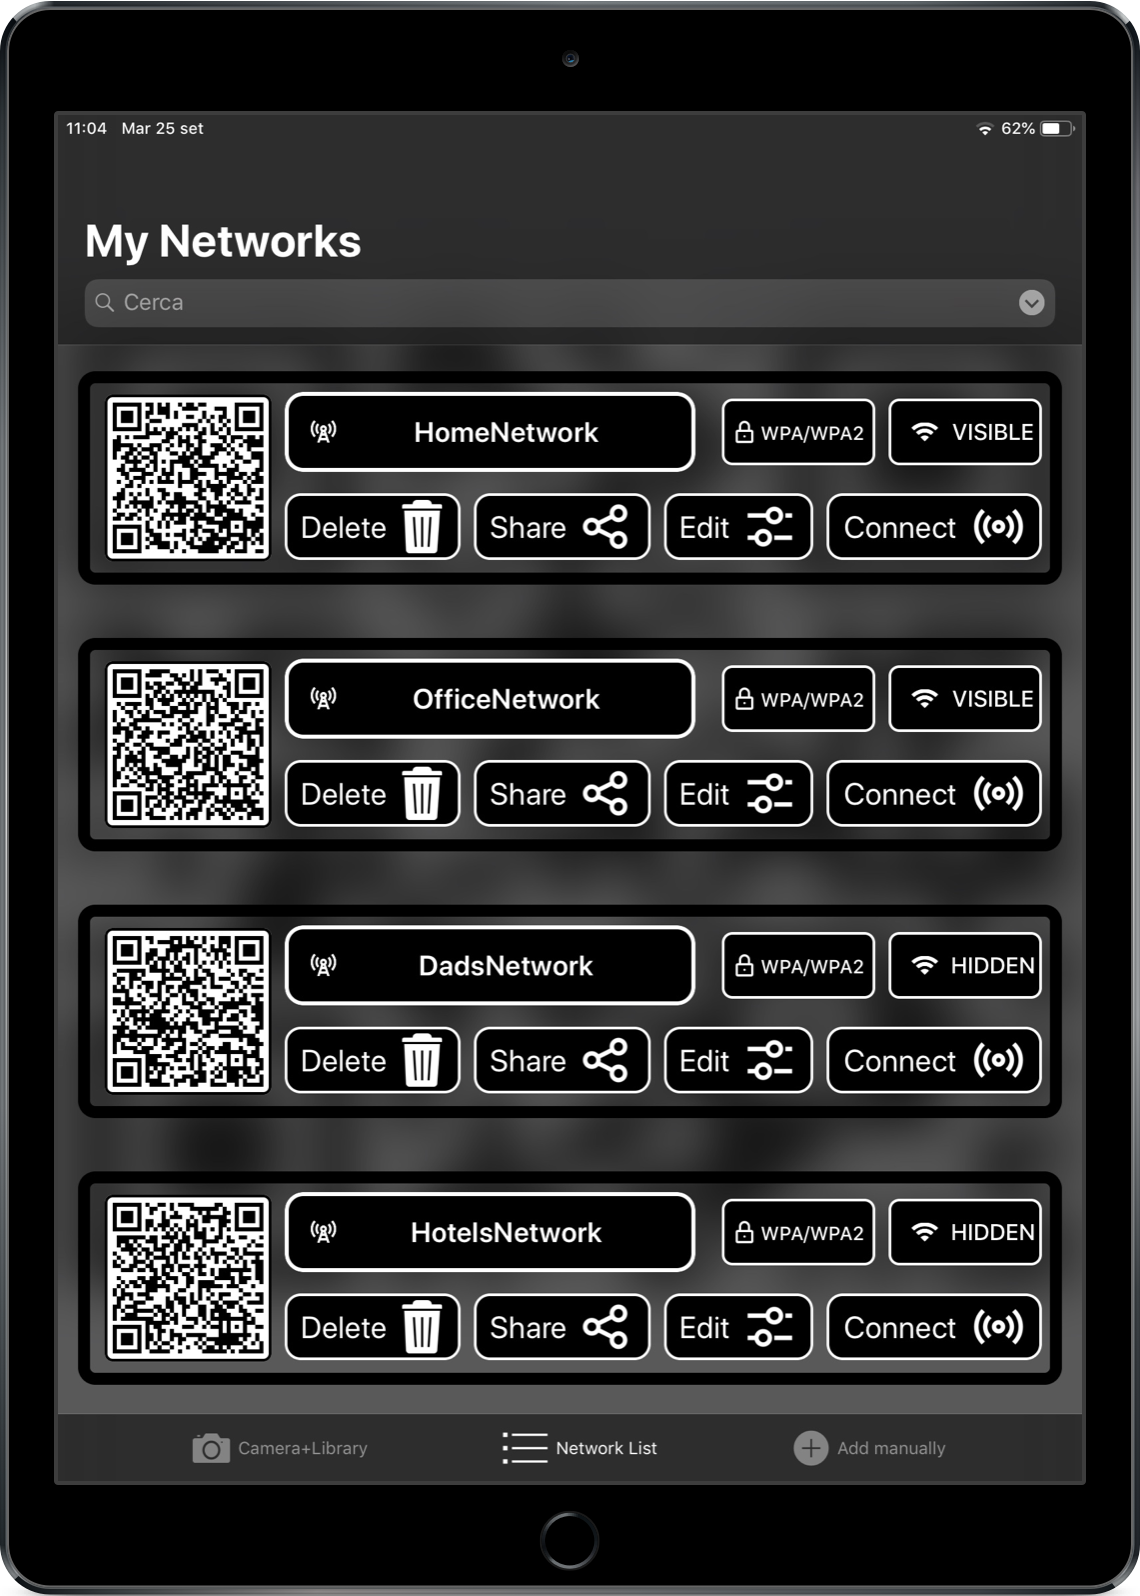 11:04 Mar 25 set 62%
My Networks
Cerca
HomeNetwork WPA/WPA2 VISIBLE
Delete Share Edit Connect
OfficeNetwork WPA/WPA2 VISIBLE
Delete Share Edit Connect
DadsNetwork WPA/WPA2 HIDDEN
Delete Share Edit Connect
HotelsNetwork WPA/WPA2 HIDDEN
Delete Share Edit Connect
Camera+Library Network List Add manually